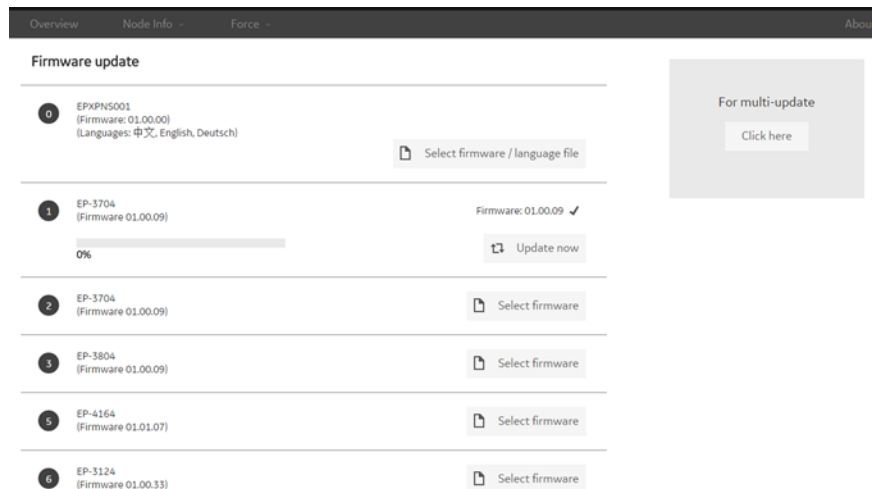 Overview Node Info Force
Firmware update
0
EPXPNS001
(Firmware: 01.00.00)
(Languages: 中文, English, Deutsch)
Select firmware / language file
For multi-update
Click here
1
EP-3704
(Firmware 01.00.09)
Firmware: 01.00.09 ✓
0%
Update now
2
EP-3704
(Firmware 01.00.09)
Select firmware
3
EP-3804
(Firmware 01.00.09)
Select firmware
5
EP-4164
(Firmware 01.01.07)
Select firmware
6
EP-3124
(Firmware 01.00.33)
Select firmware